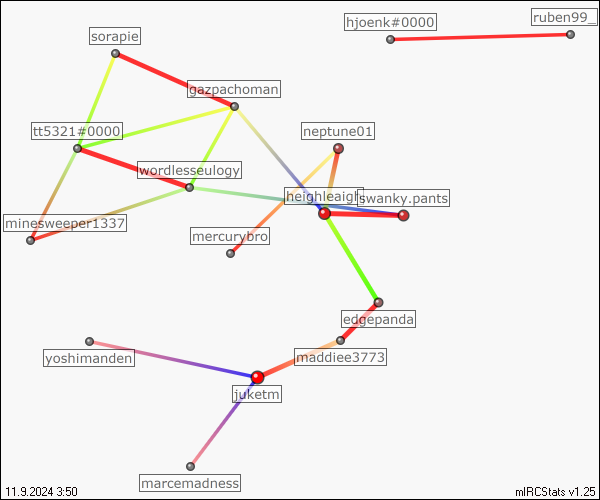 ruben99_
hjoenk#0000
sorapie
gazpachoman
tt5321#0000
neptune01
wordlesseulogy
swanky.pants
minesweeper1337
mercurybro
edgepanda
yoshimanden
maddiee3773
juketm
marcemadness
11.9.2024 3:50
mIRCStats v1.25